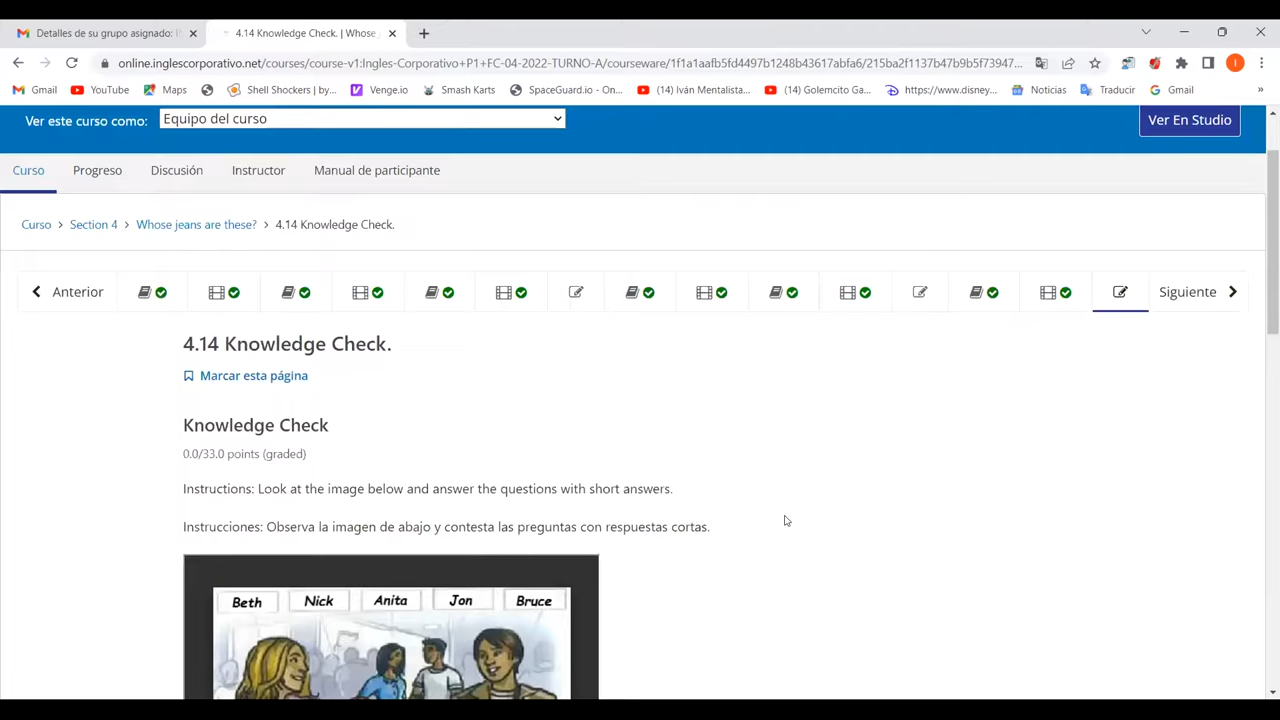 Detalles de su grupo asignado: I
4.14 Knowledge Check. | Whose
online.inglescorporativo.net/courses/course-v1:Ingles-Corporativo+P1+FC-04-2022-TURNO-A/courseware/1f1a1aafb5fd4497b1248b43617abfa6/215ba2f1137b47b9b5f73947...
Gmail YouTube Maps Shell Shockers | by... Venge.io Smash Karts SpaceGuard.io - On... (14) Iván Mentalista... (14) Golemcito Ga... https://www.disney... Noticias Traducir Gmail »
Ver este curso como: Equipo del curso Ver En Studio
Curso Progreso Discusión Instructor Manual de participante
Curso > Section 4 > Whose jeans are these? > 4.14 Knowledge Check.
Anterior Siguiente
4.14 Knowledge Check.
Marcar esta página
Knowledge Check
0.0/33.0 points (graded)
Instructions: Look at the image below and answer the questions with short answers.
Instrucciones: Observa la imagen de abajo y contesta las preguntas con respuestas cortas.
Beth Nick Anita Jon Bruce